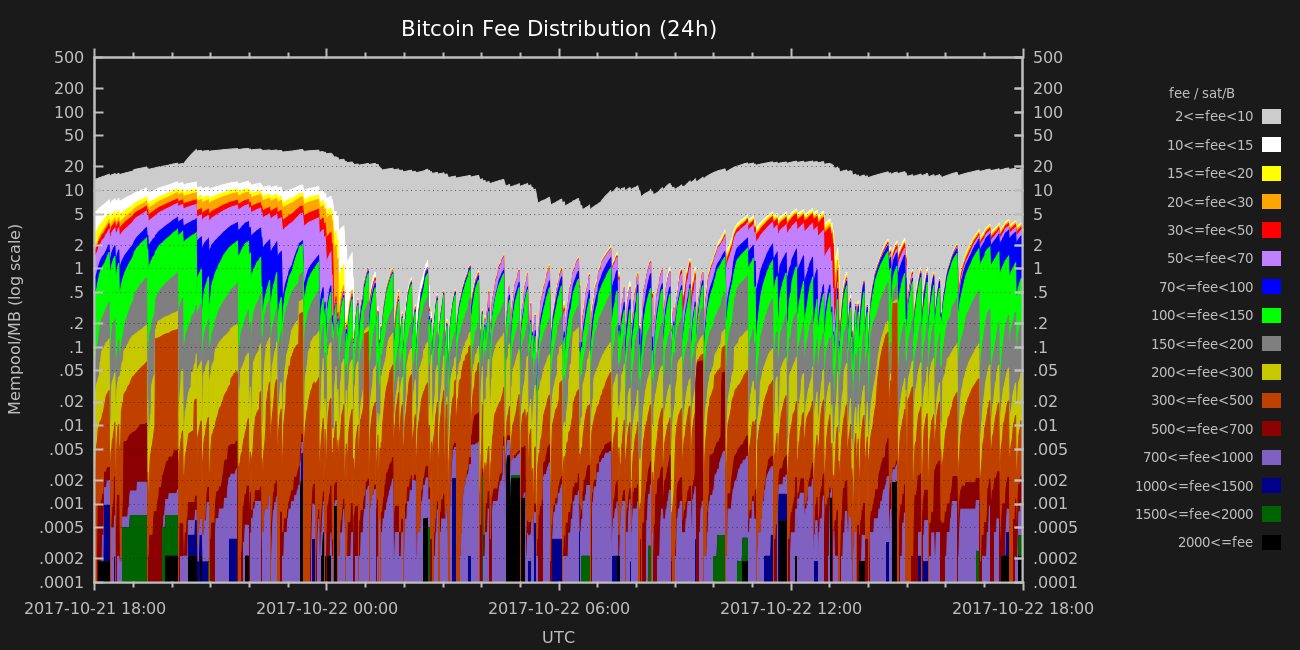 Bitcoin Fee Distribution (24h)
500 500
200 200
100 100
50 50
20 20
10 10
5 5
2 2
1 1
.5 .5
.2 .2
.1 .1
.05 .05
.02 .02
.01 .01
.005 .005
.002 .002
.001 .001
.0005 .0005
.0002 .0002
.0001 .0001
Mempool/MB (log scale)
2017-10-21 18:00 2017-10-22 00:00 2017-10-22 06:00 2017-10-22 12:00 2017-10-22 18:00
UTC
fee / sat/B
2<=fee<10
10<=fee<15
15<=fee<20
20<=fee<30
30<=fee<50
50<=fee<70
70<=fee<100
100<=fee<150
150<=fee<200
200<=fee<300
300<=fee<500
500<=fee<700
700<=fee<1000
1000<=fee<1500
1500<=fee<2000
2000<=fee